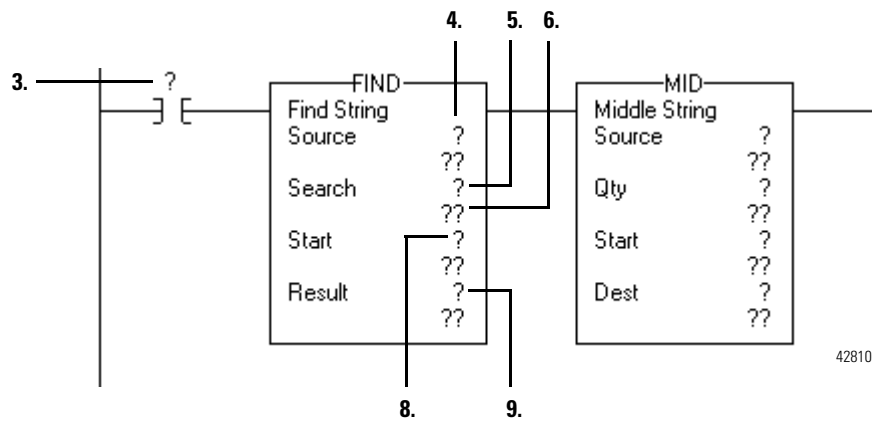 4. 5. 6.
3. ?
FIND MID
Find String Middle String
Source ? Source ?
?? ??
Search ? Qty ?
?? ??
Start ? Start ?
?? ??
Result ? Dest ?
?? ??
42810
8. 9.